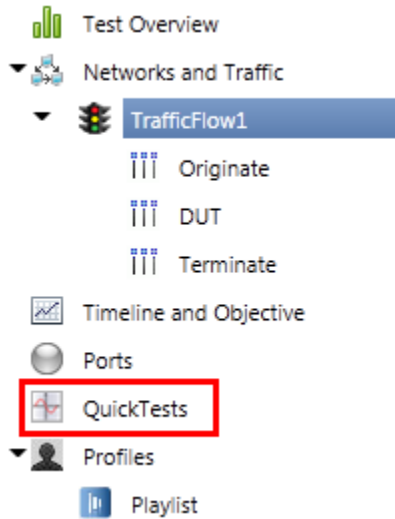 Test Overview
Networks and Traffic
TrafficFlow1
Originate
DUT
Terminate
Timeline and Objective
Ports
QuickTests
Profiles
Playlist